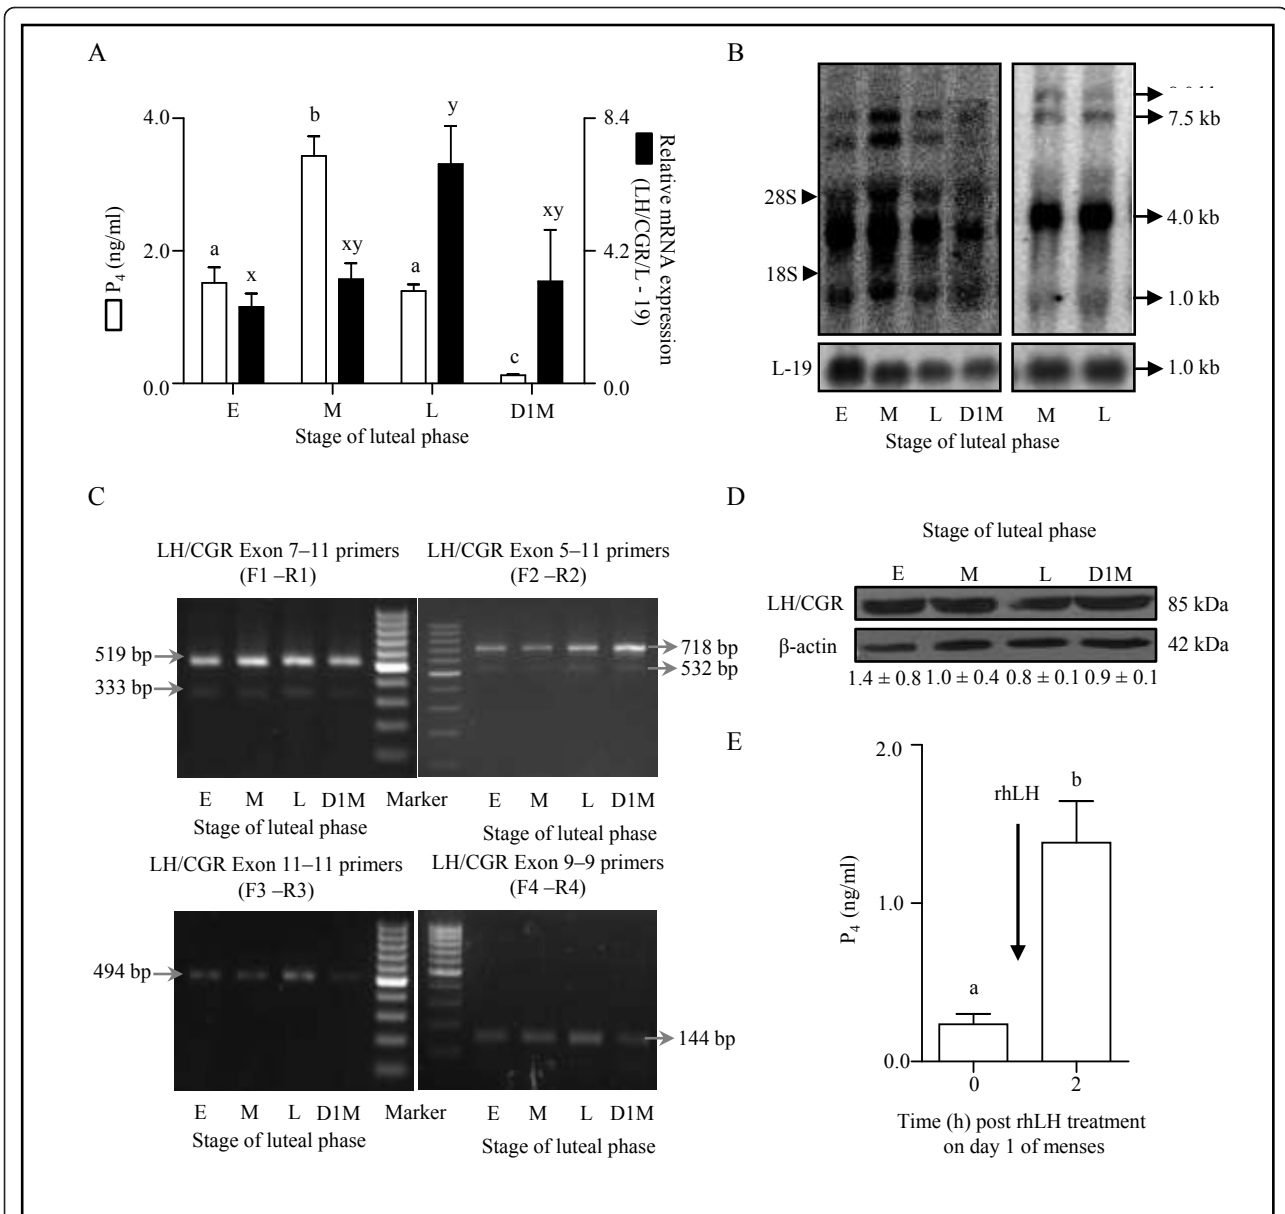 A
4.0
2.0
0.0
P4 (ng/ml)
a
x
b
xy
a
y
c
xy
8.4
4.2
0.0
Relative mRNA expression
(LH/CGR/L - 19)
E M L D1M
Stage of luteal phase
B
28S
18S
L-19
7.5 kb
4.0 kb
1.0 kb
1.0 kb
E M L D1M M L
Stage of luteal phase
C
LH/CGR Exon 7–11 primers
(F1 –R1)
519 bp
333 bp
E M L D1M Marker
Stage of luteal phase
LH/CGR Exon 5–11 primers
(F2 –R2)
718 bp
532 bp
E M L D1M
Stage of luteal phase
LH/CGR Exon 11–11 primers
(F3 –R3)
494 bp
E M L D1M Marker
Stage of luteal phase
LH/CGR Exon 9–9 primers
(F4 –R4)
144 bp
E M L D1M
Stage of luteal phase
D
Stage of luteal phase
E M L D1M
LH/CGR 85 kDa
β-actin 42 kDa
1.4 ± 0.8 1.0 ± 0.4 0.8 ± 0.1 0.9 ± 0.1
E
2.0
1.0
0.0
P4 (ng/ml)
rhLH
a
b
0 2
Time (h) post rhLH treatment
on day 1 of menses